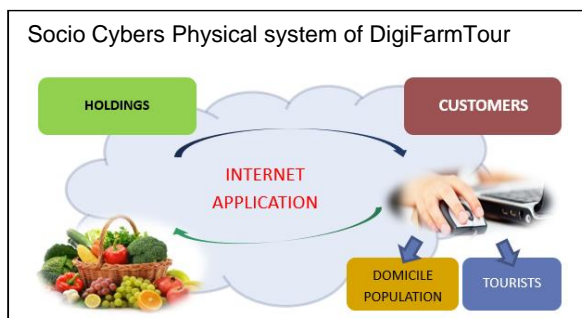 Socio Cybers Physical system of DigiFarmTour
HOLDINGS
CUSTOMERS
INTERNET
APPLICATION
DOMICILE
POPULATION
TOURISTS